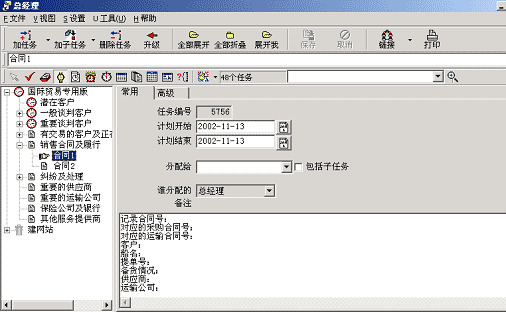 总经理
F文件 V视图 S设置 U工具(U) H帮助
加任务 加子任务 删除任务 升级 全部展开 全部折叠 展开我 保存 取消 链接 打印
合同1
48个任务
国际贸易专用版
潜在客户
一般谈判客户
重要谈判客户
有交易的客户及正在
销售合同及履行
合同1
合同2
纠纷及处理
重要的供应商
重要的运输公司
保险公司及银行
其他服务提供商
建网站
常用 高级
任务编号 5756
计划开始 2002-11-13
计划结束 2002-11-13
分配给 包括子任务
谁分配的 总经理
备注
记录合同号:
对应的采购合同号:
对应的运输合同号:
客户:
船名:
提单号:
备货情况:
供应商:
运输公司: